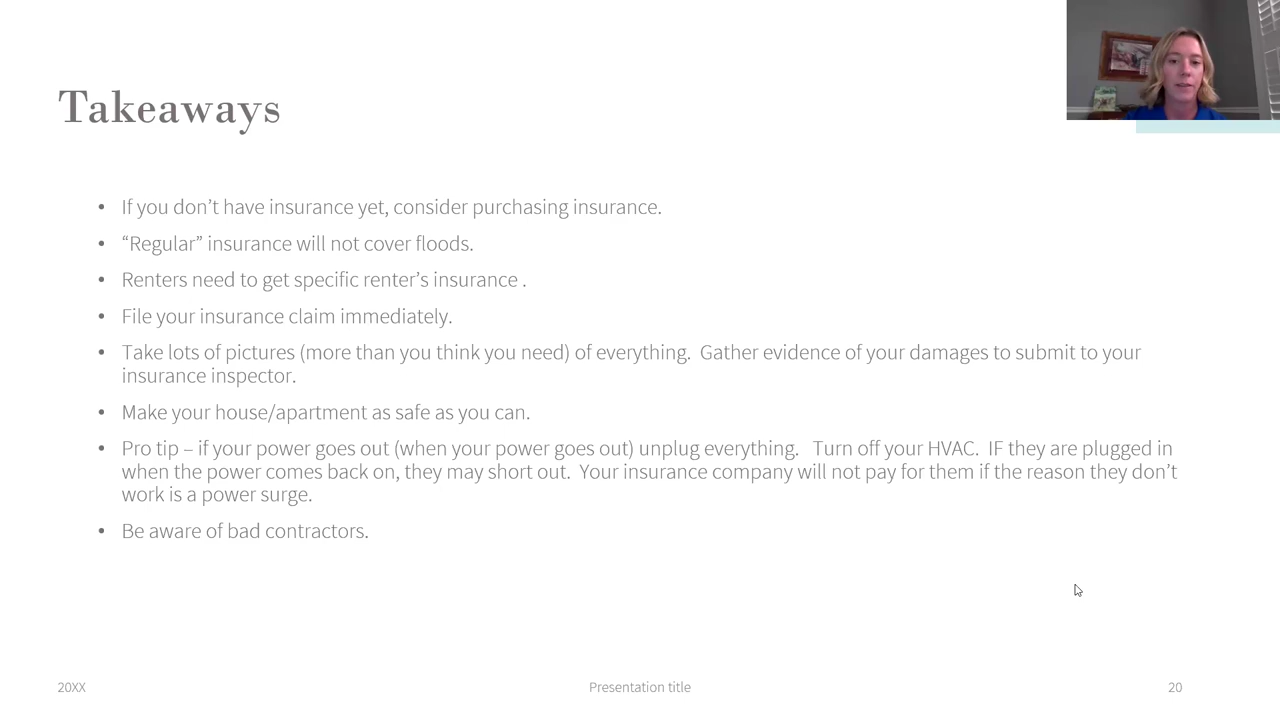 Takeaways
• If you don’t have insurance yet, consider purchasing insurance.
• “Regular” insurance will not cover floods.
• Renters need to get specific renter’s insurance .
• File your insurance claim immediately.
• Take lots of pictures (more than you think you need) of everything.  Gather evidence of your damages to submit to your
insurance inspector.
• Make your house/apartment as safe as you can.
• Pro tip – if your power goes out (when your power goes out) unplug everything.   Turn off your HVAC.  IF they are plugged in
when the power comes back on, they may short out.  Your insurance company will not pay for them if the reason they don’t
work is a power surge.
• Be aware of bad contractors.
20XX
Presentation title
20